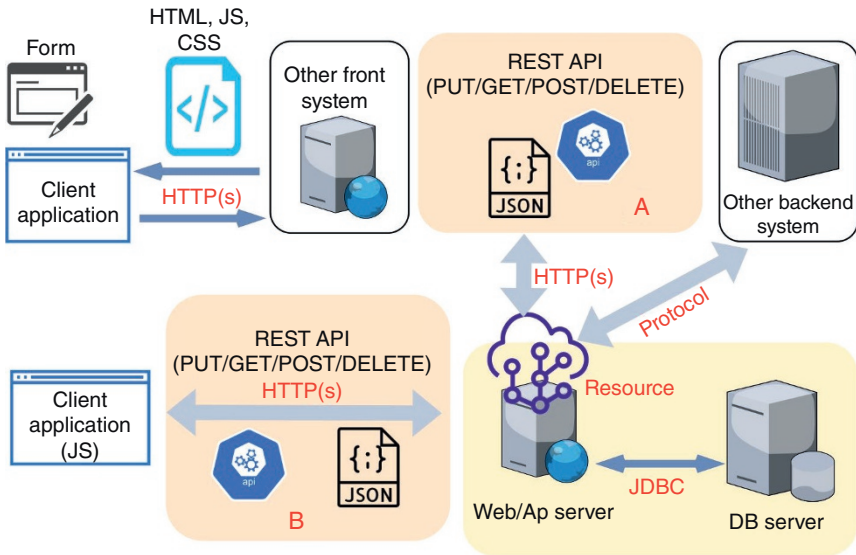 Form
HTML, JS,
CSS
Client
application
HTTP(s)
Other front
system
REST API
(PUT/GET/POST/DELETE)
api
{;}
JSON
A
Other backend
system
HTTP(s)
Protocol
Client
application
(JS)
REST API
(PUT/GET/POST/DELETE)
HTTP(s)
api
{;}
JSON
B
Resource
Web/Ap server
JDBC
DB server